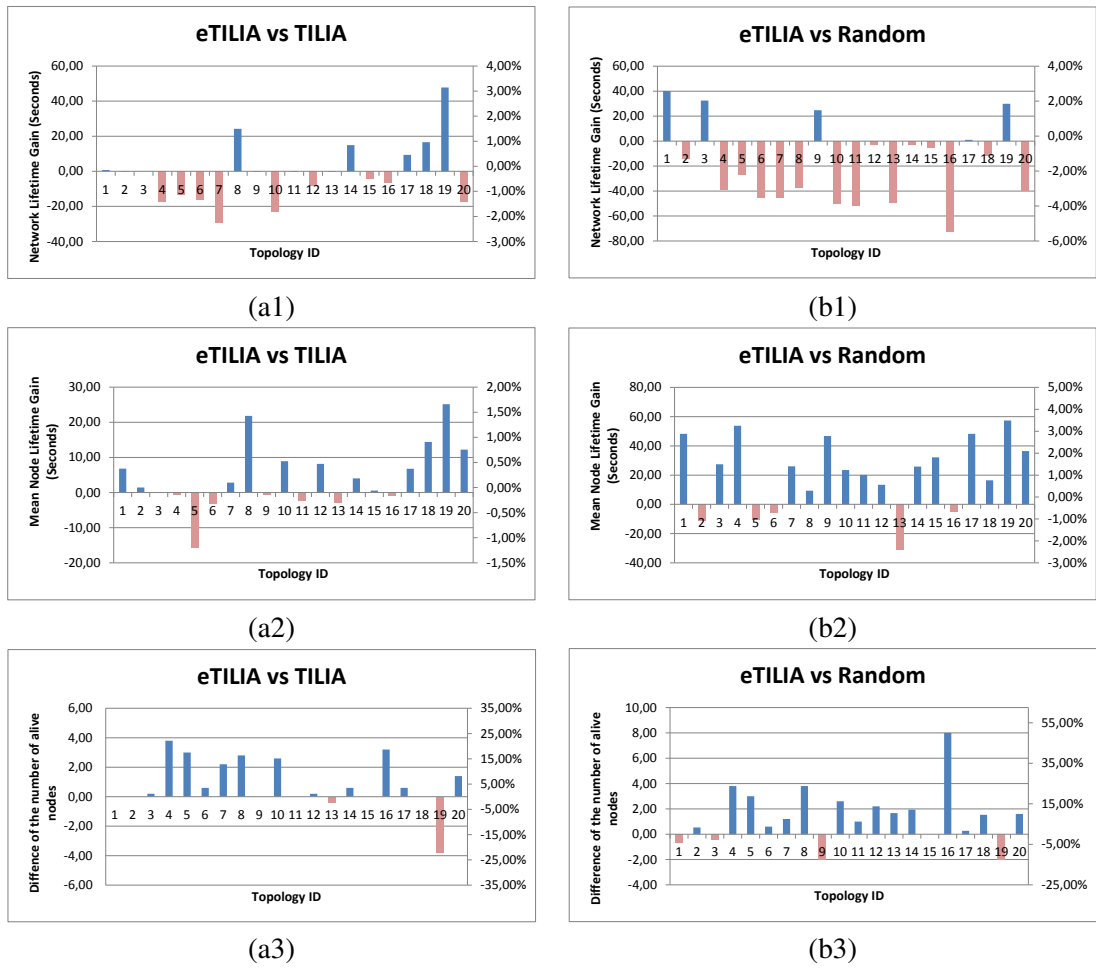 eTILIA vs TILIA
Network Lifetime Gain (Seconds)
60,00
40,00
20,00
0,00
-20,00
-40,00
4,00%
3,00%
2,00%
1,00%
0,00%
-1,00%
-2,00%
-3,00%
1 2 3 4 5 6 7 8 9 10 11 12 13 14 15 16 17 18 19 20
Topology ID
(a1)
eTILIA vs Random
Network Lifetime Gain (Seconds)
60,00
40,00
20,00
0,00
-20,00
-40,00
-60,00
-80,00
4,00%
2,00%
0,00%
-2,00%
-4,00%
-6,00%
1 2 3 4 5 6 7 8 9 10 11 12 13 14 15 16 17 18 19 20
Topology ID
(b1)
eTILIA vs TILIA
Mean Node Lifetime Gain
(Seconds)
30,00
20,00
10,00
0,00
-10,00
-20,00
2,00%
1,50%
1,00%
0,50%
0,00%
-0,50%
-1,00%
-1,50%
1 2 3 4 5 6 7 8 9 10 11 12 13 14 15 16 17 18 19 20
Topology ID
(a2)
eTILIA vs Random
Mean Node Lifetime Gain
(Seconds)
80,00
60,00
40,00
20,00
0,00
-20,00
-40,00
5,00%
4,00%
3,00%
2,00%
1,00%
0,00%
-1,00%
-2,00%
-3,00%
1 2 3 4 5 6 7 8 9 10 11 12 13 14 15 16 17 18 19 20
Topology ID
(b2)
eTILIA vs TILIA
Difference of the number of alive
nodes
6,00
4,00
2,00
0,00
-2,00
-4,00
-6,00
35,00%
25,00%
15,00%
5,00%
-5,00%
-15,00%
-25,00%
-35,00%
1 2 3 4 5 6 7 8 9 10 11 12 13 14 15 16 17 18 19 20
Topology ID
(a3)
eTILIA vs Random
Difference of the number of alive
nodes
10,00
8,00
6,00
4,00
2,00
0,00
-2,00
-4,00
55,00%
35,00%
15,00%
-5,00%
-25,00%
1 2 3 4 5 6 7 8 9 10 11 12 13 14 15 16 17 18 19 20
Topology ID
(b3)